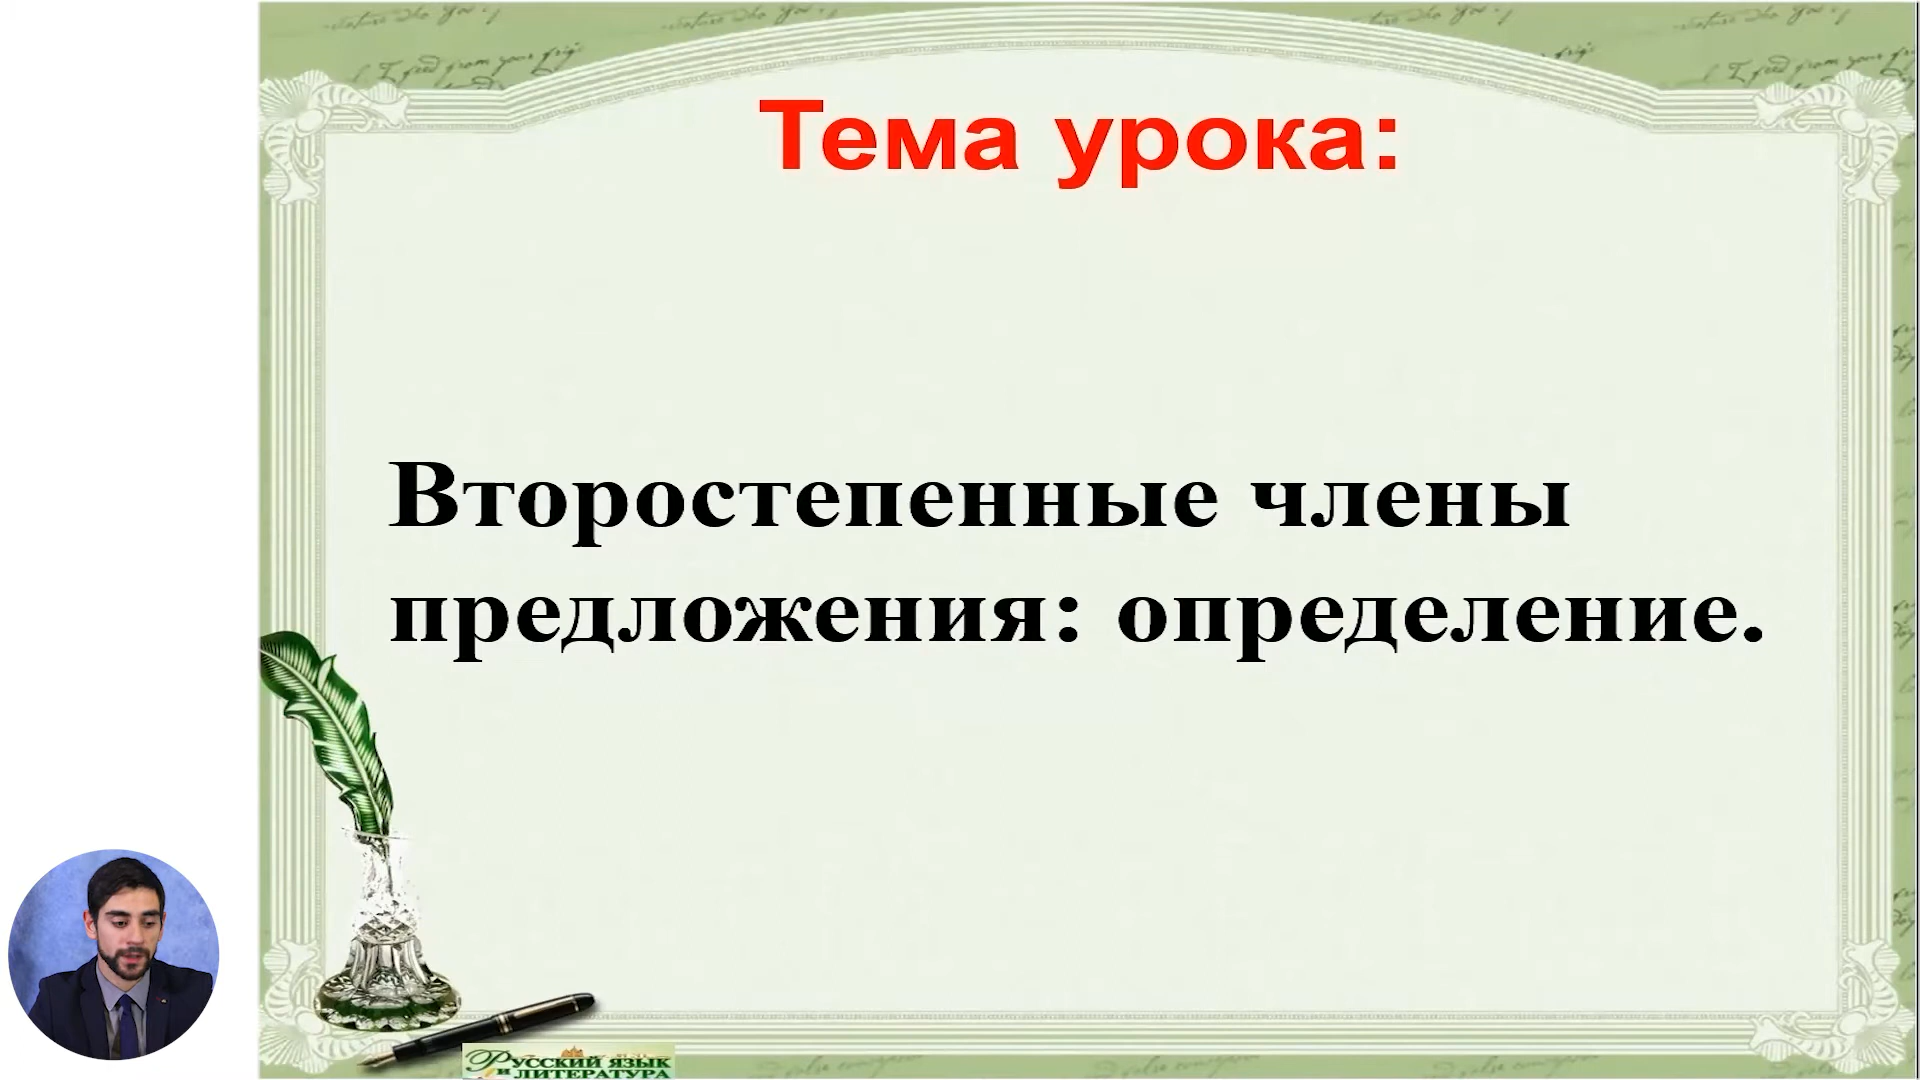 Тема урока:
Второстепенные члены
предложения: определение.
Русский язык
и литература